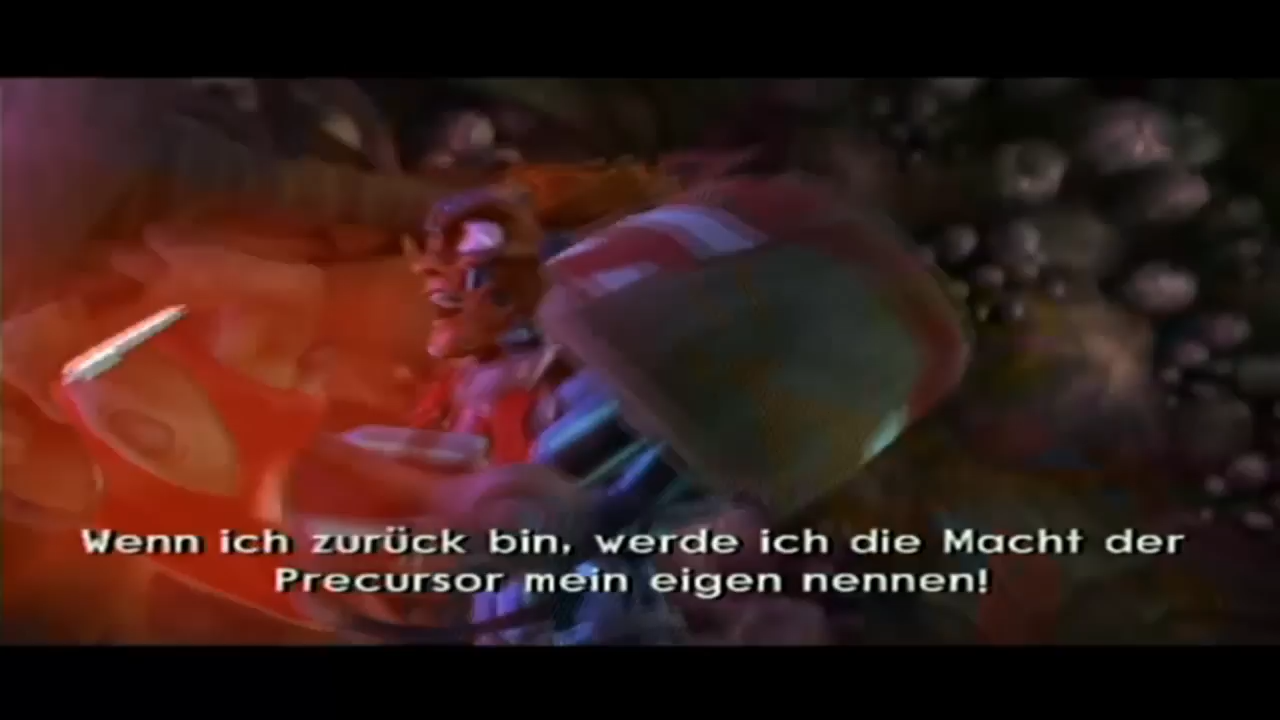 Wenn ich zurück bin, werde ich die Macht der
Precursor mein eigen nennen!